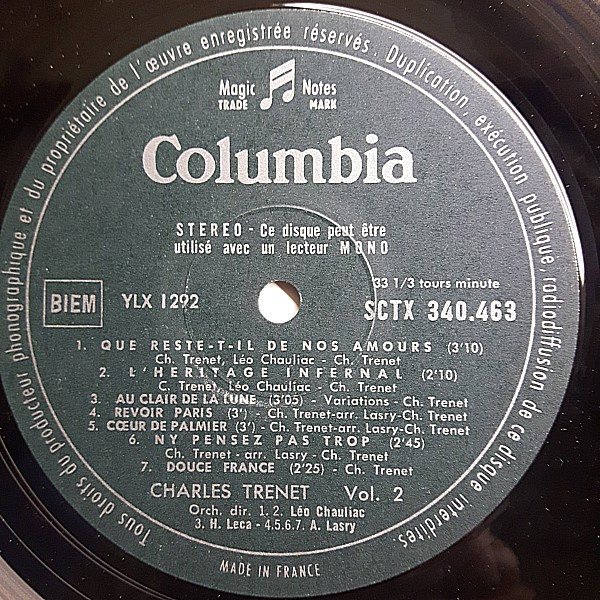 Tous droits du producteur phonographique et du propriétaire de l'œuvre enregistrée réservés. Duplication, exécution publique, radiodiffusion de ce disque interdites.
Magic Notes
TRADE MARK
Columbia
STEREO - Ce disque peut être
utilisé avec un lecteur MONO
33 1/3 tours minute
BIEM YLX 1292 SCTX 340.463
1. QUE RESTE-T-IL DE NOS AMOURS (3'10)
Ch. Trenet, Léo Chauliac - Ch. Trenet
2. L'HERITAGE INFERNAL (2'10)
C. Trenet, Léo Chauliac - Ch. Trenet
3. AU CLAIR DE LA LUNE (3'05) - Variations - Ch. Trenet
4. REVOIR PARIS (3') - Ch. Trenet-arr. Lasry-Ch. Trenet
5. CŒUR DE PALMIER (3') - Ch. Trenet-arr. Lasry-Ch. Trenet
6. NY PENSEZ PAS TROP (2'45)
Ch. Trenet - arr. Lasry - Ch. Trenet
7. DOUCE FRANCE (2'25) - Ch. Trenet
CHARLES TRENET Vol. 2
Orch. dir. 1. 2. Léo Chauliac
3. H. Leca - 4.5.6.7. A. Lasry
MADE IN FRANCE